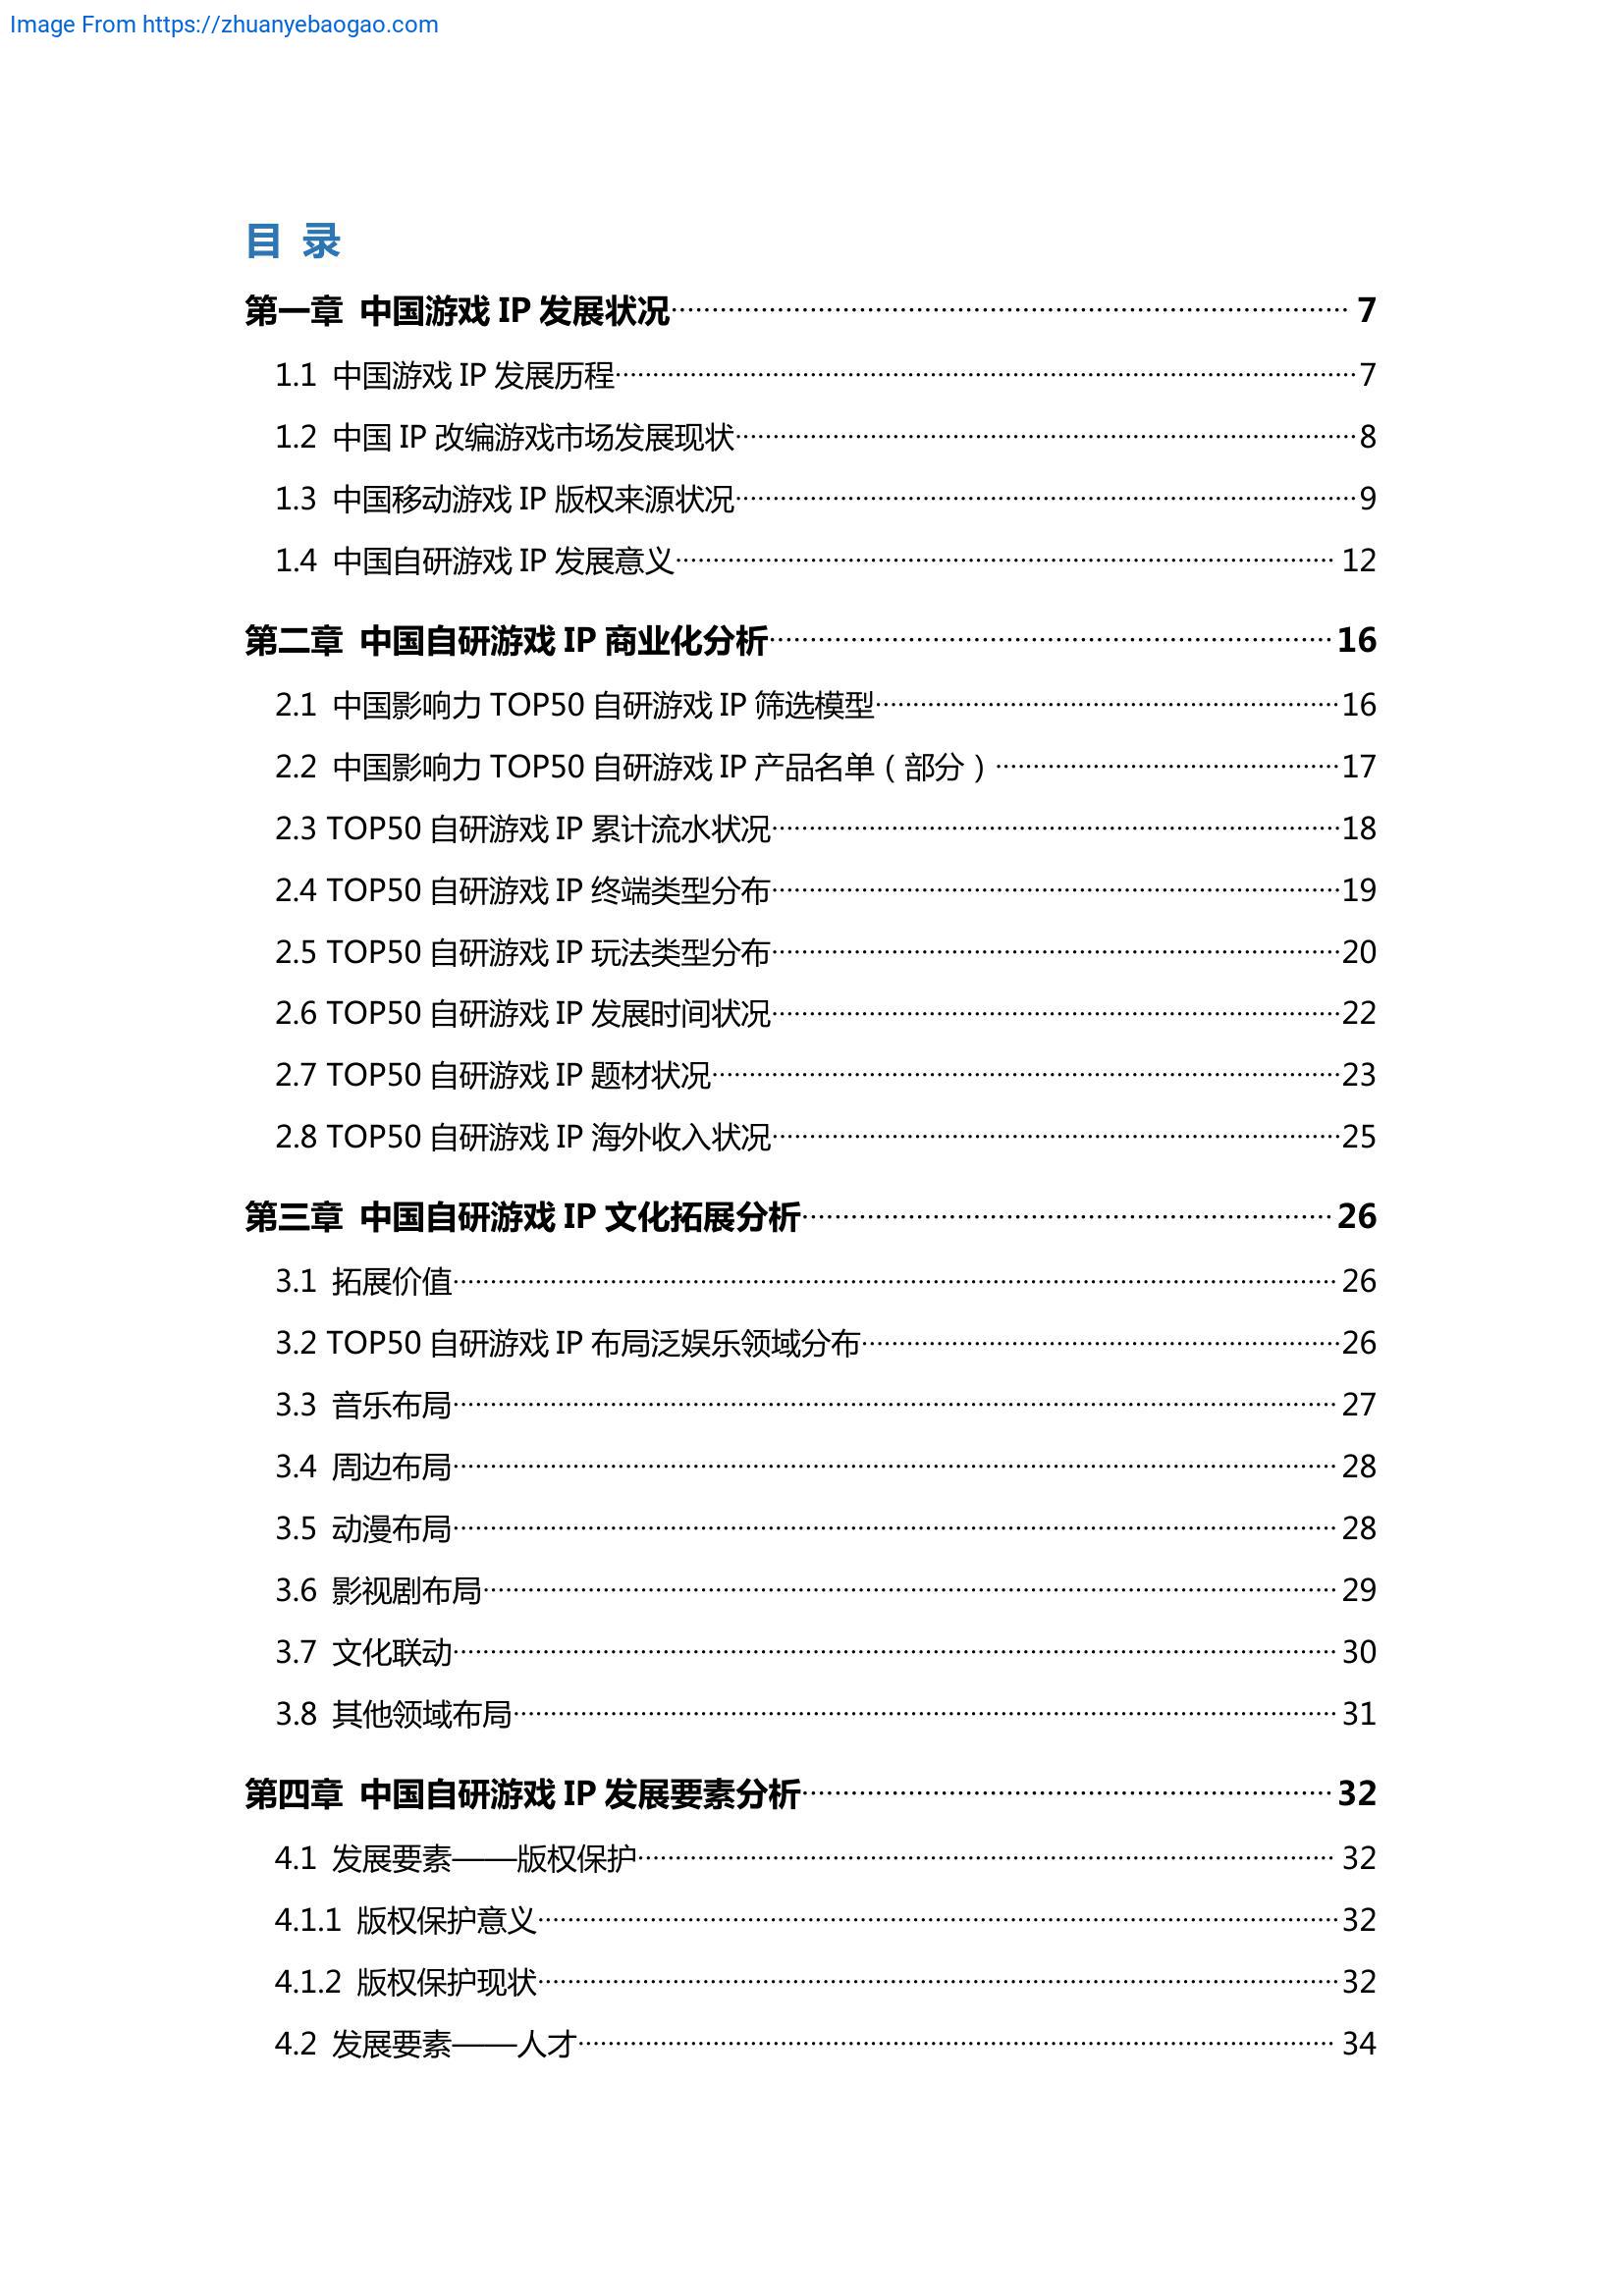 Image From https://zhuanyebaogao.com
目 录
第一章 中国游戏 IP 发展状况 7
1.1 中国游戏 IP 发展历程 7
1.2 中国 IP 改编游戏市场发展现状 8
1.3 中国移动游戏 IP 版权来源状况 9
1.4 中国自研游戏 IP 发展意义 12
第二章 中国自研游戏 IP 商业化分析 16
2.1 中国影响力 TOP50 自研游戏 IP 筛选模型 16
2.2 中国影响力 TOP50 自研游戏 IP 产品名单（部分） 17
2.3 TOP50 自研游戏 IP 累计流水状况 18
2.4 TOP50 自研游戏 IP 终端类型分布 19
2.5 TOP50 自研游戏 IP 玩法类型分布 20
2.6 TOP50 自研游戏 IP 发展时间状况 22
2.7 TOP50 自研游戏 IP 题材状况 23
2.8 TOP50 自研游戏 IP 海外收入状况 25
第三章 中国自研游戏 IP 文化拓展分析 26
3.1 拓展价值 26
3.2 TOP50 自研游戏 IP 布局泛娱乐领域分布 26
3.3 音乐布局 27
3.4 周边布局 28
3.5 动漫布局 28
3.6 影视剧布局 29
3.7 文化联动 30
3.8 其他领域布局 31
第四章 中国自研游戏 IP 发展要素分析 32
4.1 发展要素——版权保护 32
4.1.1 版权保护意义 32
4.1.2 版权保护现状 32
4.2 发展要素——人才 34